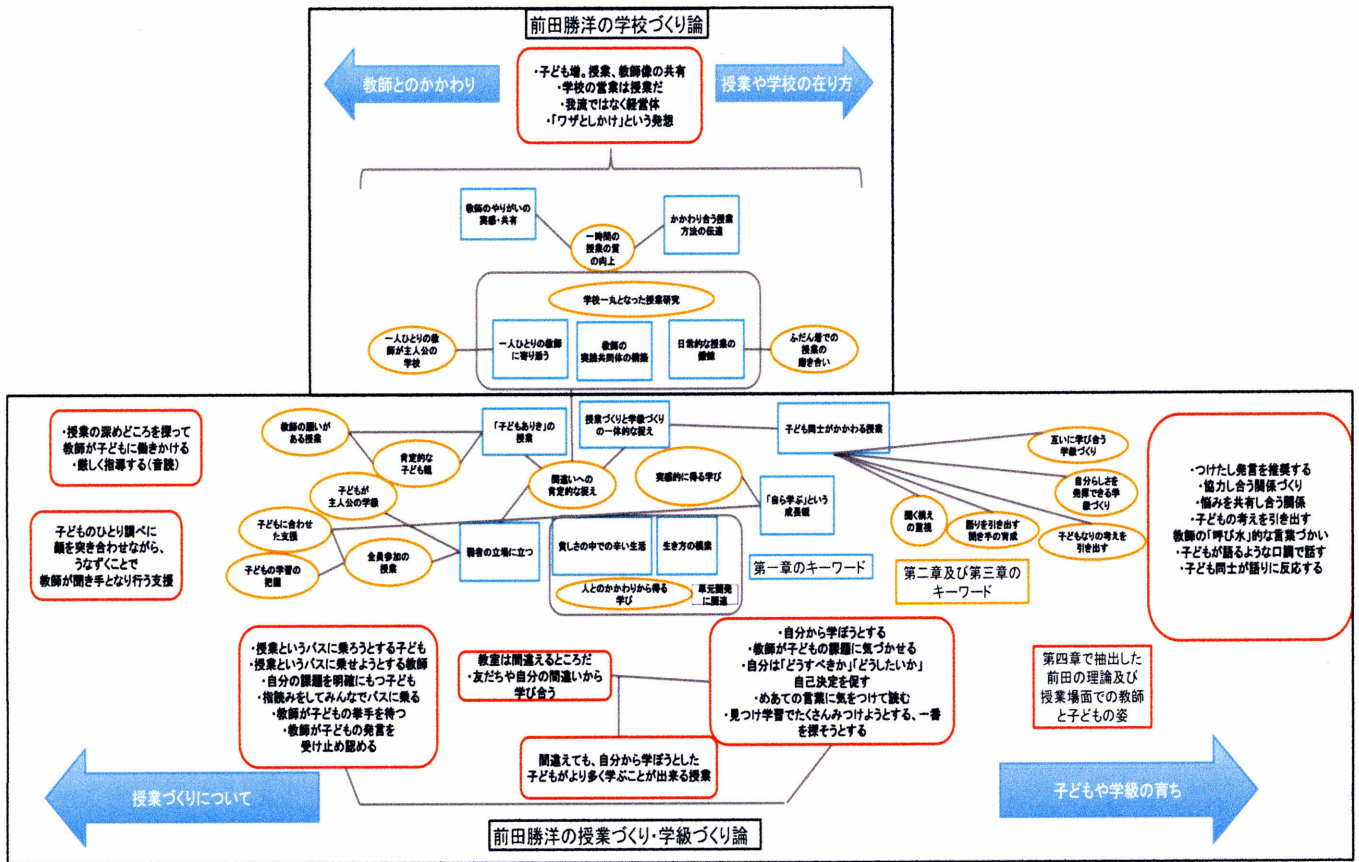 前田勝洋の学校づくり論
教師とのかかわり
・子ども増。授業、教師像の共有
・学校の営業は授業だ
・我流ではなく経営体
・「ワザとしかけ」という発想
授業や学校の在り方
教師のやりがいの
実感・共有
かかわり合う授業
方法の伝達
一時間の
授業の質
の向上
学校一丸となった授業研究
一人ひとりの教
師が主人公の
学校
一人ひとりの教師
に寄り添う
教師の
実践共同体の構築
日常的な授業の
鍛錬
ふだん着での
授業の
磨き合い
・授業の深めどころを探って
教師が子どもに働きかける
・厳しく指導する(音読)
教師の願いが
ある授業
「子どもありき」の
授業
授業づくりと学級づくり
の一体的な捉え
子ども同士がかかわる授業
互いに学び合う
学級づくり
肯定的な
子ども観
間違いへの
肯定的な捉え
実感的に得る学び
子どもが
主人公の学級
「自ら学ぶ」という
成長観
自分らしさを
発揮できる学
級づくり
聞く構え
の重視
語りを引き出す
聞き手の育成
子どもなりの考えを
引き出す
・つけたし発言を推奨する
・協力し合う関係づくり
・悩みを共有し合う関係
・子どもの考えを引き出す
教師の「呼び水」的な言葉づかい
・子どもが語るような口調で話す
・子ども同士が語りに反応する
子どものひとり調べに
顔を突き合わせながら、
うなずくことで
教師が聞き手となり行う支援
子どもに合わせ
た支援
子どもの学習の
把握
全員参加の
授業
弱者の立場に立つ
貧しさの中での辛い生活
生き方の模索
人とのかかわりから得る
学び
単元開発
に関連
第一章のキーワード
第二章及び第三章の
キーワード
・授業というバスに乗ろうとする子ども
・授業というバスに乗せようとする教師
・自分の課題を明確にもつ子ども
・指読みをしてみんなでバスに乗る
・教師が子どもの挙手を待つ
・教師が子どもの発言を
受け止め認める
教室は間違えるところだ
・友だちや自分の間違いから
学び合う
・自分から学ぼうとする
・教師が子どもの課題に気づかせる
・自分は「どうすべきか」「どうしたいか」
自己決定を促す
・めあての言葉に気をつけて読む
・見つけ学習でたくさんみつけようとする、一番
を探そうとする
第四章で抽出した
前田の理論及び
授業場面での教師
と子どもの姿
間違えても、自分から学ぼうとした
子どもがより多く学ぶことが出来る授業
授業づくりについて
子どもや学級の育ち
前田勝洋の授業づくり・学級づくり論